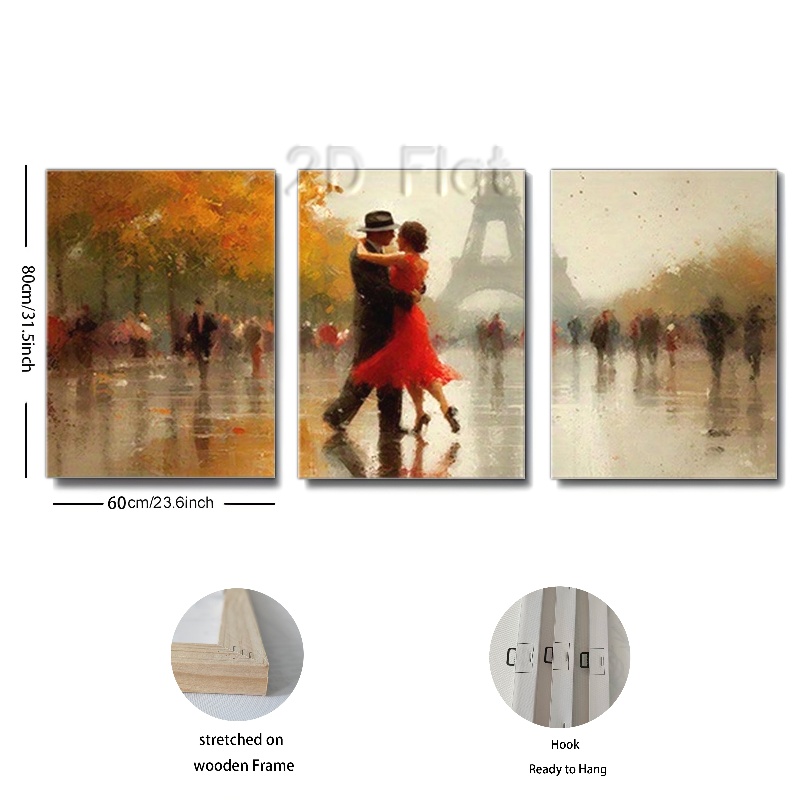 2D Flat
80cm/31.5inch
60cm/23.6inch
stretched on
wooden Frame
Hook
Ready to Hang